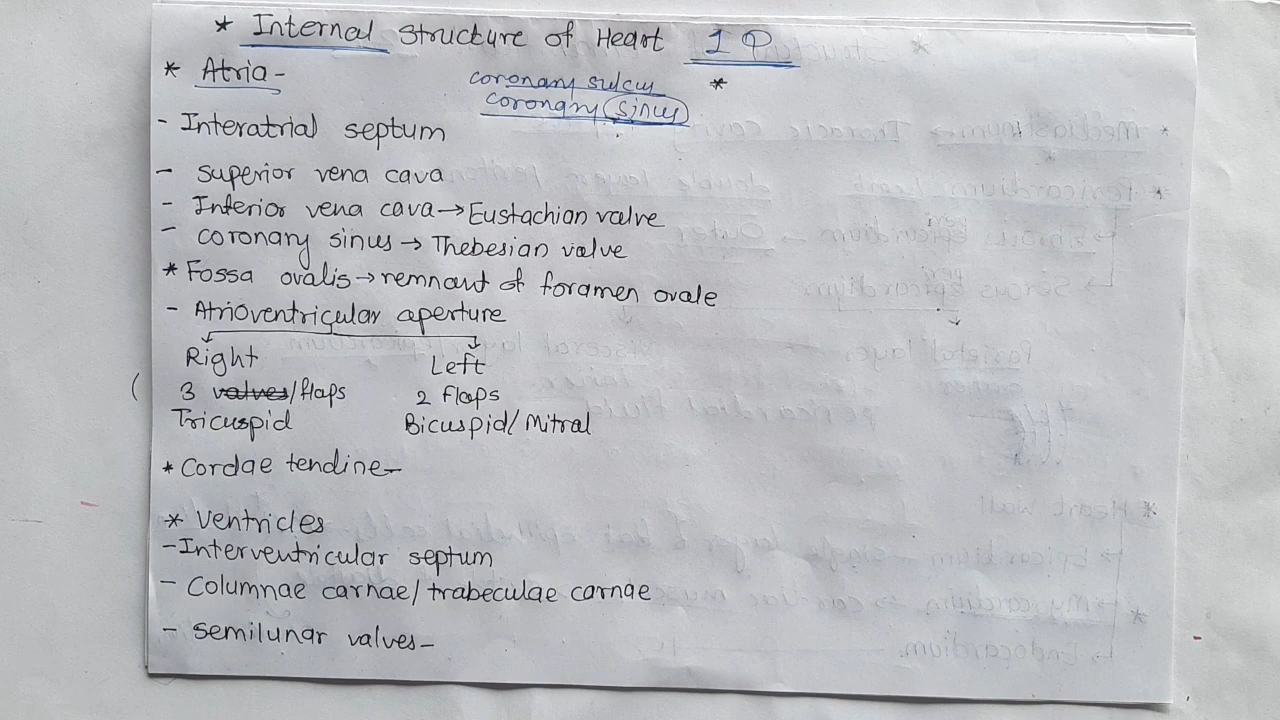 * Internal structure of Heart 1 Q
* Atria -
coronary sulcus *
coronary sinus
- Interatrial septum
- superior vena cava
- Inferior vena cava → Eustachian valve
- coronary sinus → Thebesian valve
* Fossa ovalis → remnant of foramen ovale
- Atrioventricular aperture
Right Left
3 valves/flaps 2 flaps
Tricuspid Bicuspid/Mitral
* Cordae tendine -
* Ventricles
- Interventricular septum
- Columnae carnae/trabeculae carnae
- semilunar valves -